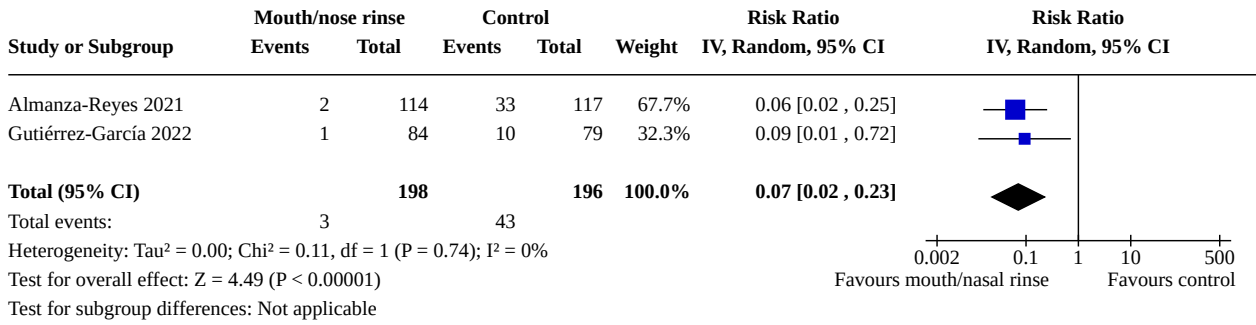 Mouth/nose rinse Control Risk Ratio Risk Ratio
Study or Subgroup Events Total Events Total Weight IV, Random, 95% CI IV, Random, 95% CI
Almanza-Reyes 2021 2 114 33 117 67.7% 0.06 [0.02 , 0.25]
Gutiérrez-García 2022 1 84 10 79 32.3% 0.09 [0.01 , 0.72]
Total (95% CI) 198 196 100.0% 0.07 [0.02 , 0.23]
Total events: 3 43
Heterogeneity: Tau² = 0.00; Chi² = 0.11, df = 1 (P = 0.74); I² = 0%
0.002 0.1 1 10 500
Test for overall effect: Z = 4.49 (P < 0.00001) Favours mouth/nasal rinse Favours control
Test for subgroup differences: Not applicable